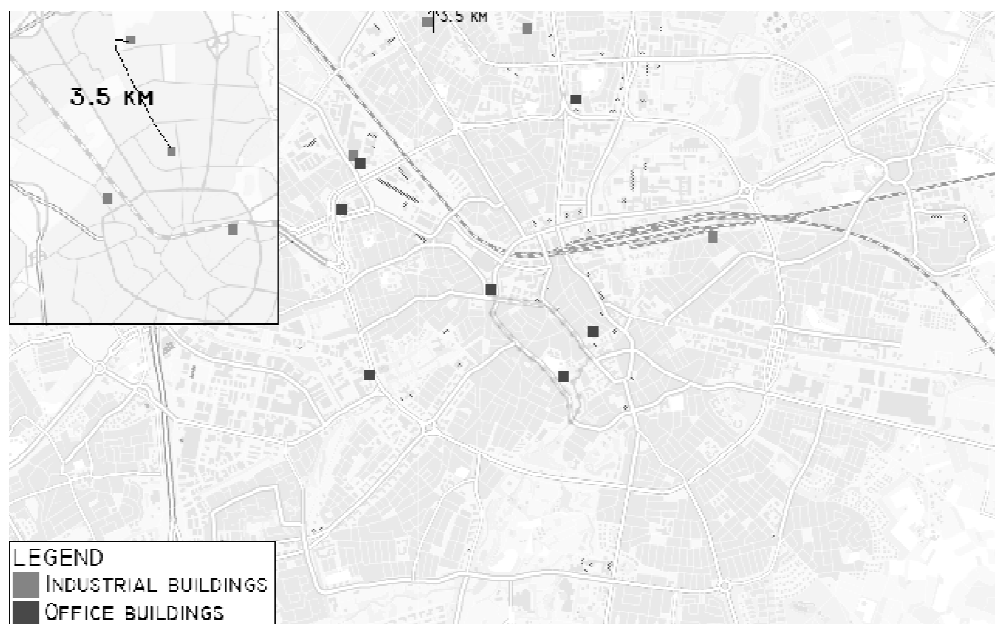 3.5 KM
3.5 KM
LEGEND
INDUSTRIAL BUILDINGS
OFFICE BUILDINGS